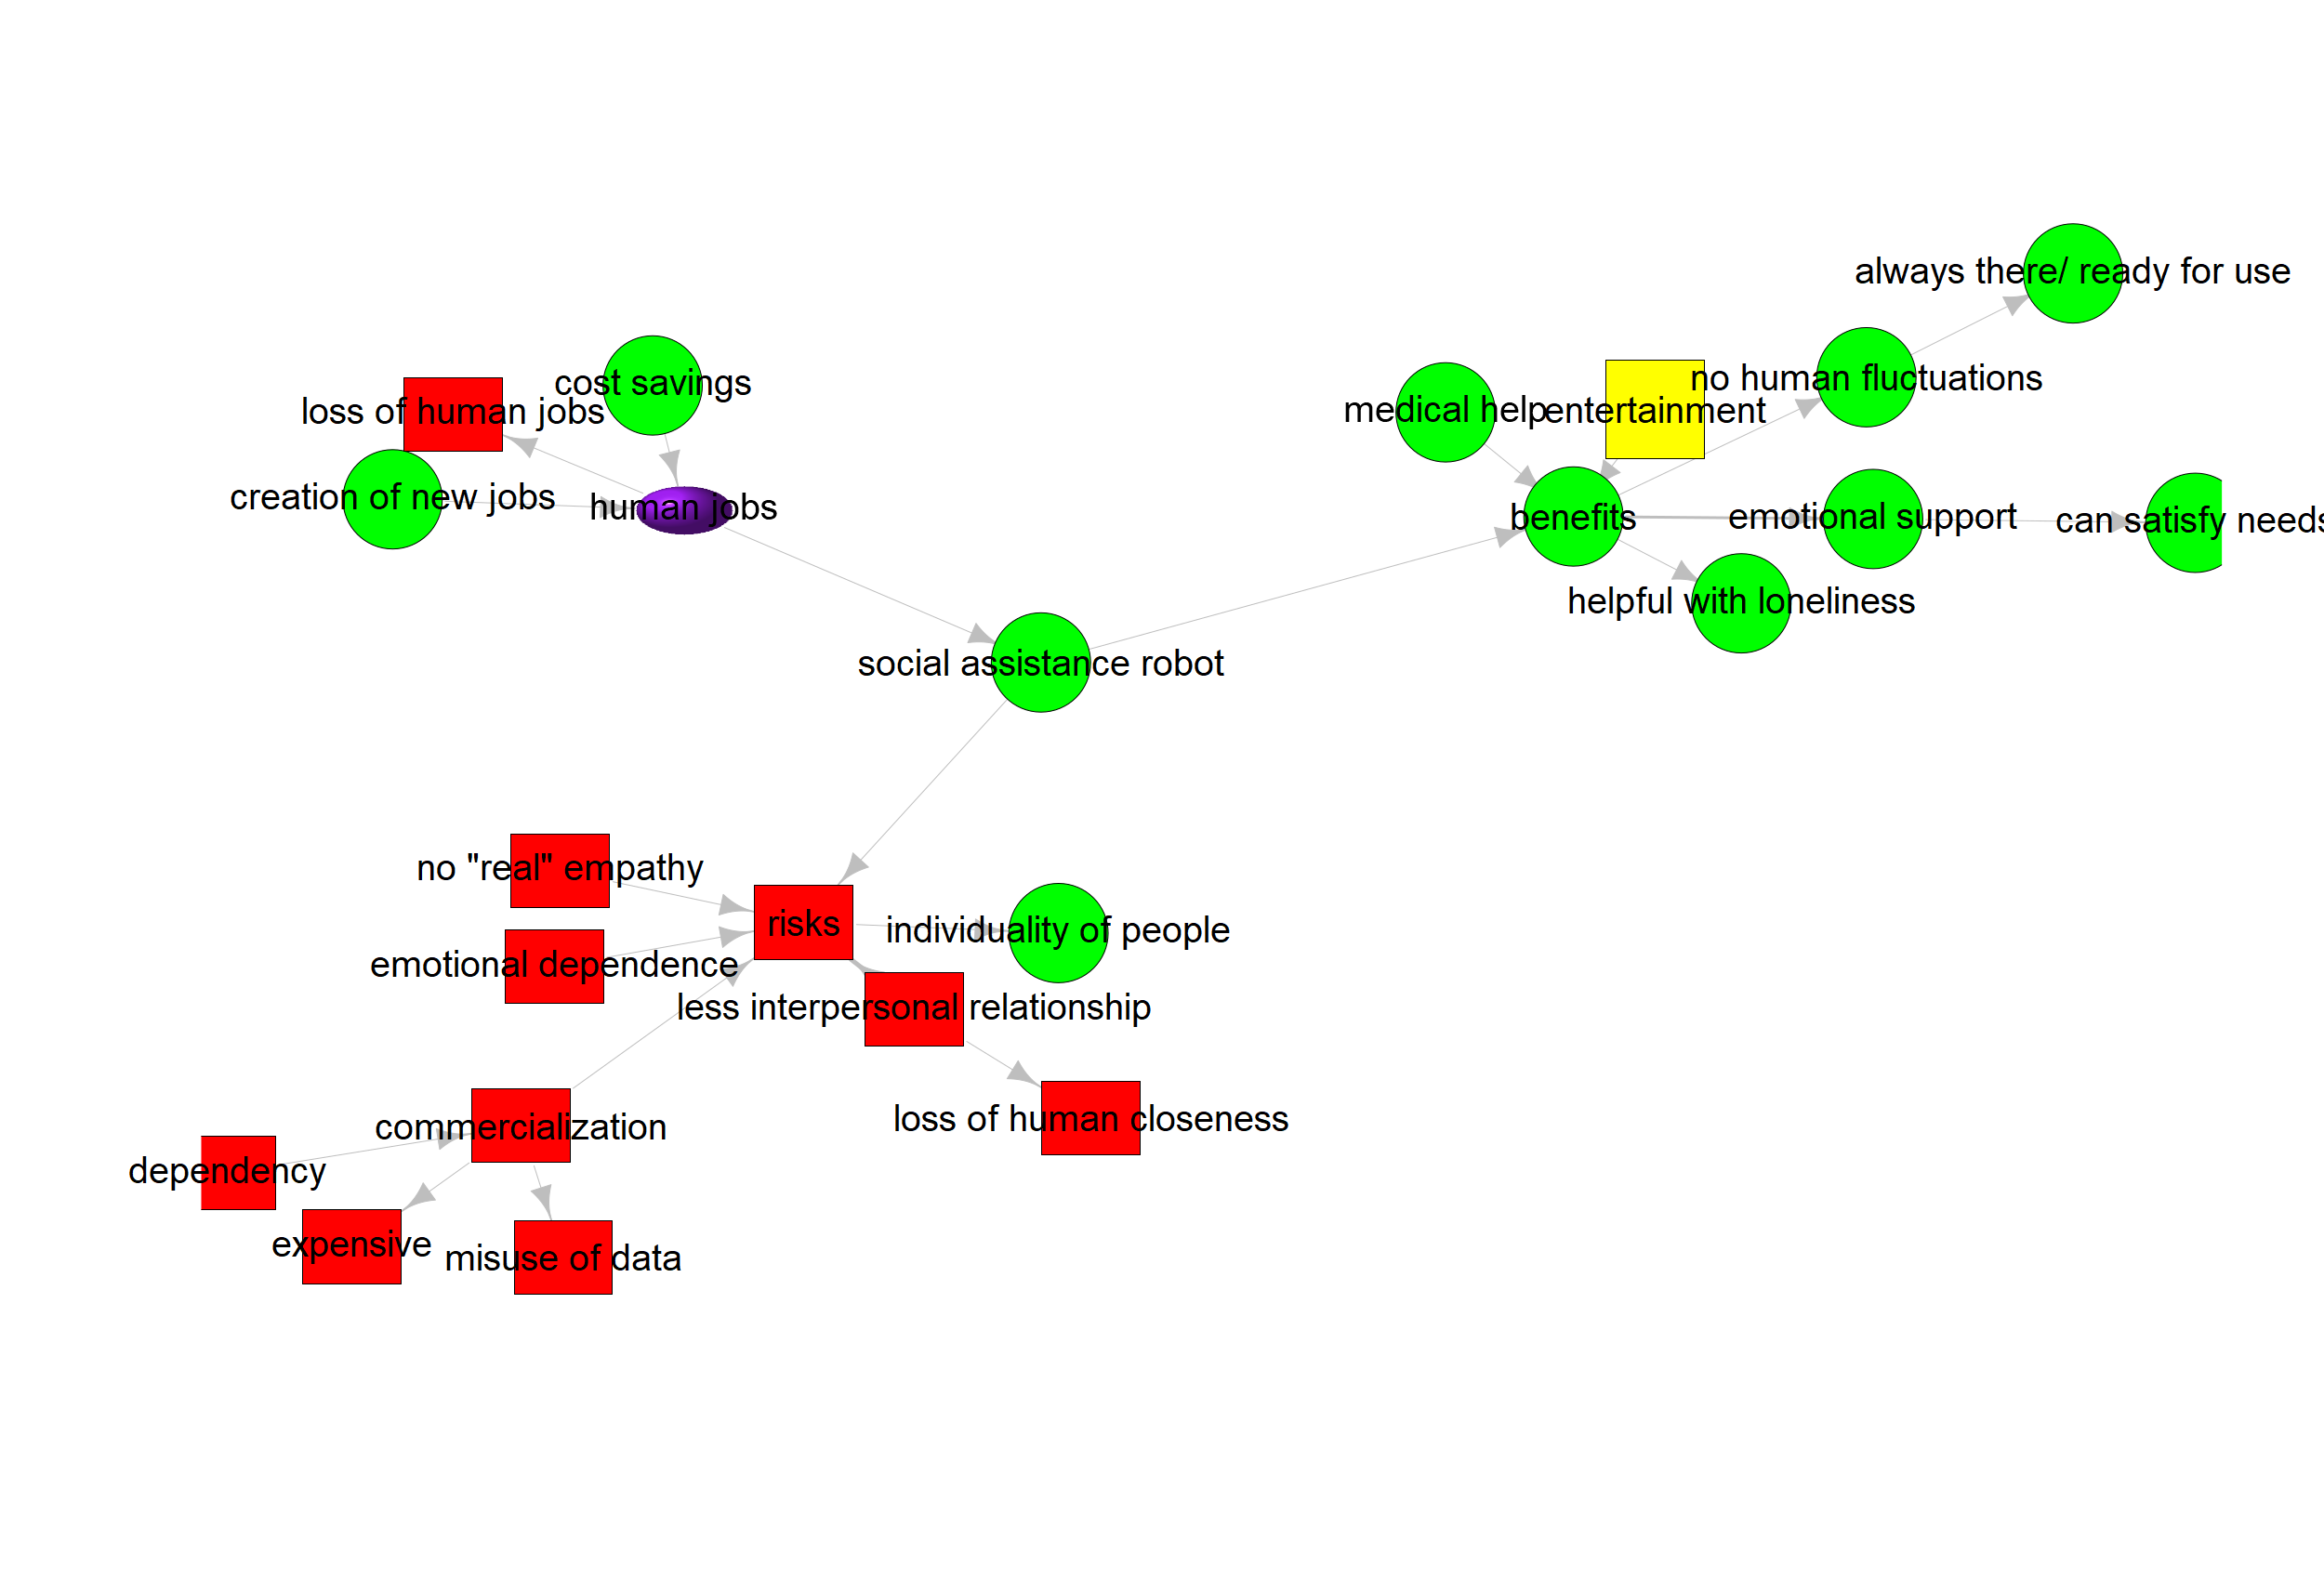 always there/ ready for use
no human fluctuations
cost savings
loss of human jobs
medical help
entertainment
creation of new jobs
human jobs
benefits
emotional support
can satisfy needs
helpful with loneliness
social assistance robot
no "real" empathy
risks
individuality of people
emotional dependence
less interpersonal relationship
commercialization
loss of human closeness
dependency
expensive
misuse of data